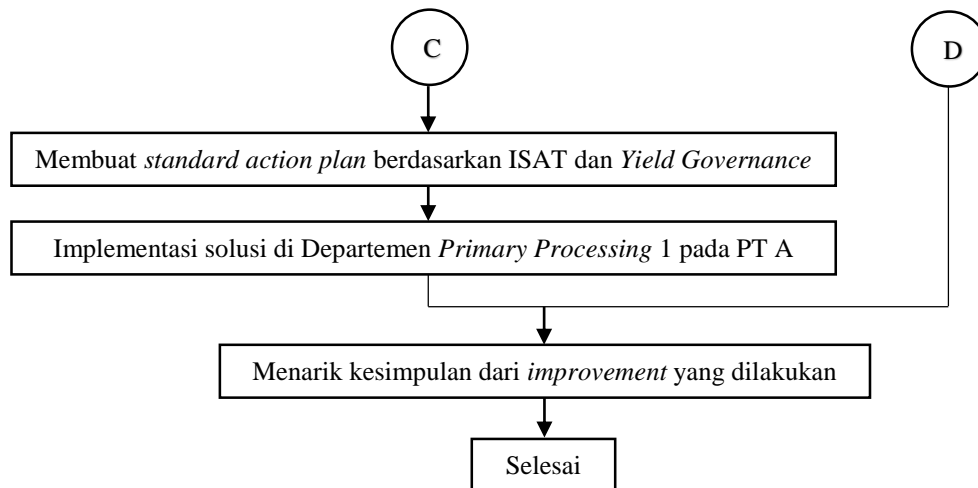 C
D
Membuat standard action plan berdasarkan ISAT dan Yield Governance
Implementasi solusi di Departemen Primary Processing 1 pada PT A
Menarik kesimpulan dari improvement yang dilakukan
Selesai